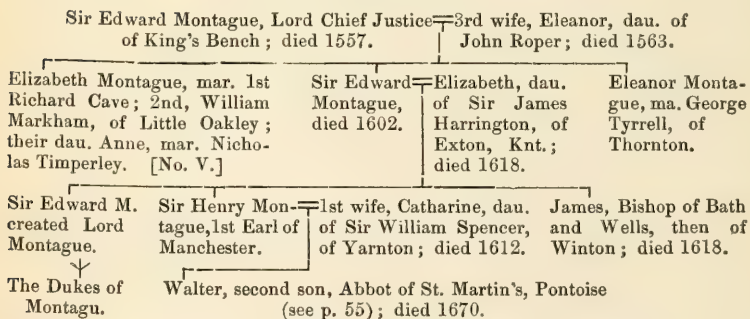 Sir Edward Montague, Lord Chief Justice=3rd wife, Eleanor, dau. of
of King's Bench; died 1557. John Roper; died 1563.
Elizabeth Montague, mar. 1st
Richard Cave; 2nd, William
Markham, of Little Oakley;
their dau. Anne, mar. Nicho-
las Timperley. [No. V.]
Sir Edward=
Montague,
died 1602.
Elizabeth, dau.
of Sir James
Harrington, of
Exton, Knt.;
died 1618.
Eleanor Monta-
gue, ma. George
Tyrrell, of
Thornton.
Sir Edward M.
created Lord
Montague.
Sir Henry Mon-=
tague,1st Earl of
Manchester.
1st wife, Catharine, dau.
of Sir William Spencer,
of Yarnton; died 1612.
James, Bishop of Bath
and Wells, then of
Winton; died 1618.
The Dukes of
Montagu.
Walter, second son, Abbot of St. Martin's, Pontoise
(see p. 55); died 1670.